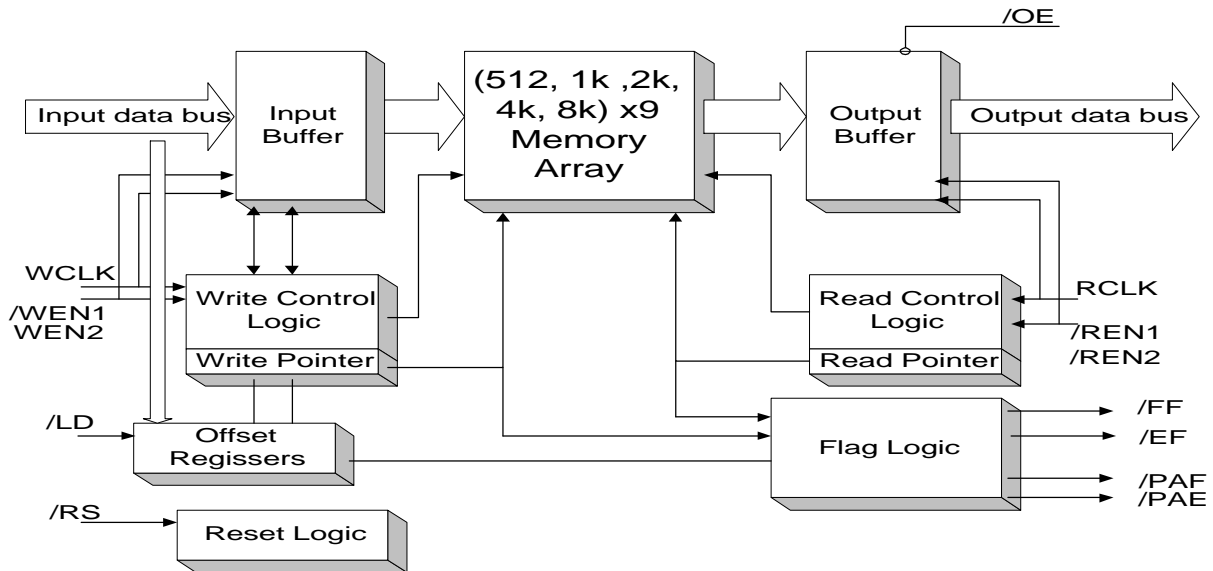 /OE
Input data bus
Input
Buffer
(512, 1k ,2k,
4k, 8k) x9
Memory
Array
Output
Buffer
Output data bus
WCLK
/WEN1
WEN2
Write Control
Logic
Write Pointer
Read Control
Logic
Read Pointer
RCLK
/REN1
/REN2
/LD
Offset
Regissers
Flag Logic
/FF
/EF
/PAF
/PAE
/RS
Reset Logic